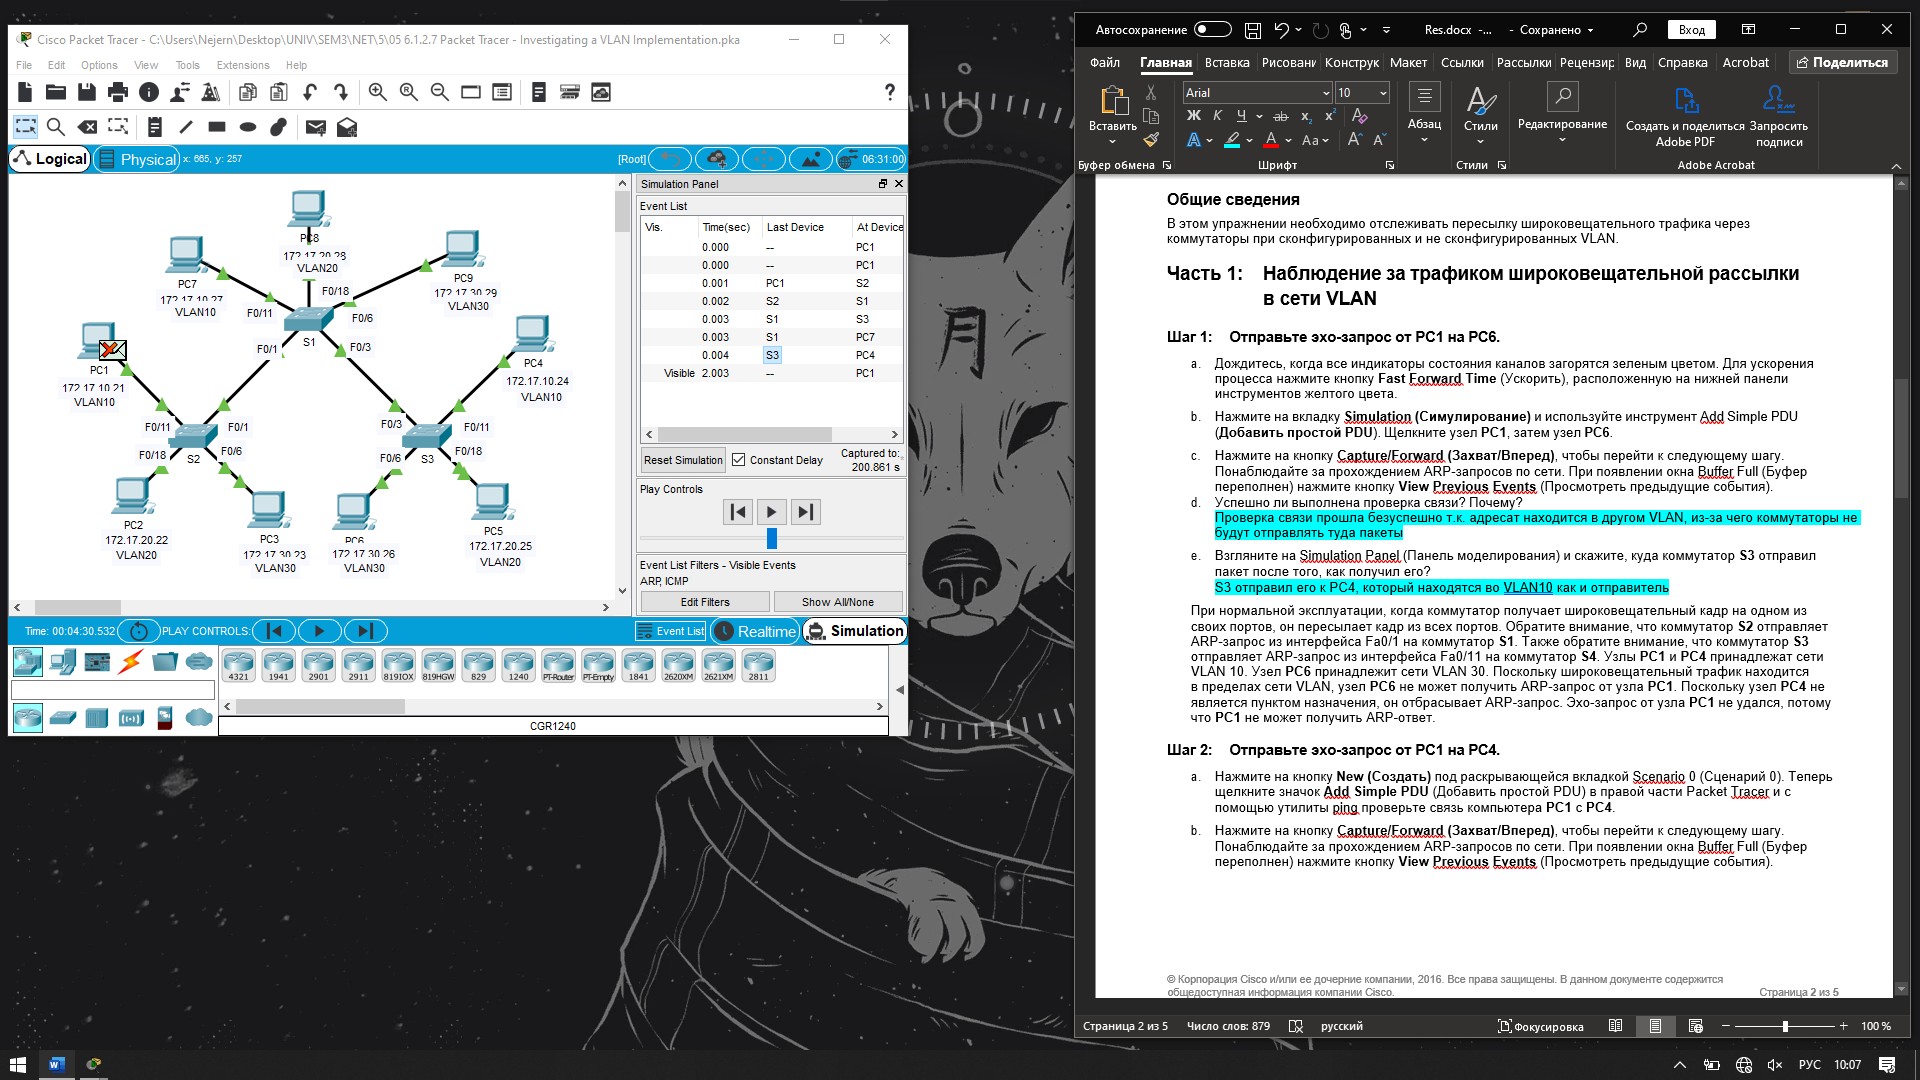 Cisco Packet Tracer - C:\Users\Nejern\Desktop\UNIV\SEM3\NET\5\05 6.1.2.7 Packet Tracer - Investigating a VLAN Implementation.pka
File Edit Options View Tools Extensions Help
?
Logical Physical x: 665, y: 257 [Root] 06:31:00
PC8
172.17.20.28
VLAN20
PC7
172.17.10.27
VLAN10
PC9
172.17.30.29
VLAN30
F0/18
F0/11
F0/6
S1
F0/1
F0/3
PC1
172.17.10.21
VLAN10
PC4
172.17.10.24
VLAN10
F0/11
F0/1
F0/3
F0/11
F0/18
F0/6
S2
F0/6
F0/18
S3
PC2
172.17.20.22
VLAN20
PC3
172.17.30.23
VLAN30
PC6
172.17.30.26
VLAN30
PC5
172.17.20.25
VLAN20
Simulation Panel
Event List
Vis. Time(sec) Last Device At Device
0.000 -- PC1
0.000 -- PC1
0.001 PC1 S2
0.002 S2 S1
0.003 S1 S3
0.003 S1 PC7
0.004 S3 PC4
Visible 2.003 -- PC1
Reset Simulation Constant Delay Captured to:
200.861 s
Play Controls
Event List Filters - Visible Events
ARP, ICMP
Edit Filters Show All/None
Time: 00:04:30.532 PLAY CONTROLS: Event List Realtime Simulation
4321 1941 2901 2911 819IOX 819HGW 829 1240 PT-Router PT-Empty 1841 2620XM 2621XM 2811
CGR1240
Автосохранение Res.docx -... - Сохранено Вход
Файл Главная Вставка Рисовани Конструк Макет Ссылки Рассылки Рецензир Вид Справка Acrobat Поделиться
Вставить
Arial 10
Ж К Ч ab x₂ x²
А А Aa А А
Абзац
Стили
Редактирование
Создать и поделиться Adobe PDF
Запросить подписи
Буфер обмена Шрифт Стили Adobe Acrobat
Общие сведения
В этом упражнении необходимо отслеживать пересылку широковещательного трафика через
коммутаторы при сконфигурированных и не сконфигурированных VLAN.
Часть 1: Наблюдение за трафиком широковещательной рассылки
в сети VLAN
Шаг 1: Отправьте эхо-запрос от PC1 на PC6.
a. Дождитесь, когда все индикаторы состояния каналов загорятся зеленым цветом. Для ускорения
процесса нажмите кнопку Fast Forward Time (Ускорить), расположенную на нижней панели
инструментов желтого цвета.
b. Нажмите на вкладку Simulation (Симулирование) и используйте инструмент Add Simple PDU
(Добавить простой PDU). Щелкните узел PC1, затем узел PC6.
c. Нажмите на кнопку Capture/Forward (Захват/Вперед), чтобы перейти к следующему шагу.
Понаблюдайте за прохождением ARP-запросов по сети. При появлении окна Buffer Full (Буфер
переполнен) нажмите кнопку View Previous Events (Просмотреть предыдущие события).
d. Успешно ли выполнена проверка связи? Почему?
Проверка связи прошла безуспешно т.к. адресат находится в другом VLAN, из-за чего коммутаторы не
будут отправлять туда пакеты
e. Взгляните на Simulation Panel (Панель моделирования) и скажите, куда коммутатор S3 отправил
пакет после того, как получил его?
S3 отправил его к PC4, который находятся во VLAN10 как и отправитель
При нормальной эксплуатации, когда коммутатор получает широковещательный кадр на одном из
своих портов, он пересылает кадр из всех портов. Обратите внимание, что коммутатор S2 отправляет
ARP-запрос из интерфейса Fa0/1 на коммутатор S1. Также обратите внимание, что коммутатор S3
отправляет ARP-запрос из интерфейса Fa0/11 на коммутатор S4. Узлы PC1 и PC4 принадлежат сети
VLAN 10. Узел PC6 принадлежит сети VLAN 30. Поскольку широковещательный трафик находится
в пределах сети VLAN, узел PC6 не может получить ARP-запрос от узла PC1. Поскольку узел PC4 не
является пунктом назначения, он отбрасывает ARP-запрос. Эхо-запрос от узла PC1 не удался, потому
что PC1 не может получить ARP-ответ.
Шаг 2: Отправьте эхо-запрос от PC1 на PC4.
a. Нажмите на кнопку New (Создать) под раскрывающейся вкладкой Scenario 0 (Сценарий 0). Теперь
щелкните значок Add Simple PDU (Добавить простой PDU) в правой части Packet Tracer и с
помощью утилиты ping проверьте связь компьютера PC1 с PC4.
b. Нажмите на кнопку Capture/Forward (Захват/Вперед), чтобы перейти к следующему шагу.
Понаблюдайте за прохождением ARP-запросов по сети. При появлении окна Buffer Full (Буфер
переполнен) нажмите кнопку View Previous Events (Просмотреть предыдущие события).
© Корпорация Cisco и/или ее дочерние компании, 2016. Все права защищены. В данном документе содержится
общедоступная информация компании Cisco. Страница 2 из 5
Страница 2 из 5 Число слов: 879 русский Фокусировка 100 %
月
РУС 10:07